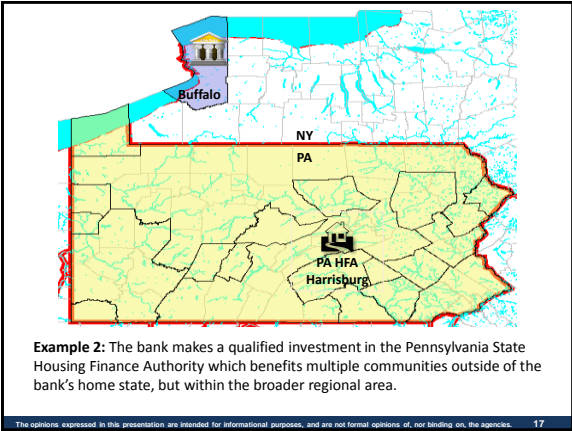 Buffalo
NY
PA
PA HFA
Harrisburg
Example 2: The bank makes a qualified investment in the Pennsylvania State
Housing Finance Authority which benefits multiple communities outside of the
bank's home state, but within the broader regional area.
The opinions expressed in this presentation are intended for informational purposes, and are not formal opinions of, nor binding on, the agencies. 17